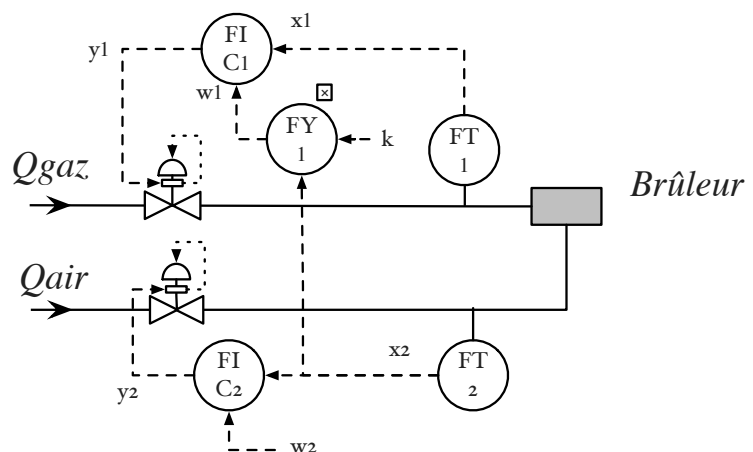 x1
FI
C1
y1
w1
×
FY
1
k
FT
1
Qgaz
Brûleur
Qair
FI
C2
x2
FT
2
y2
w2